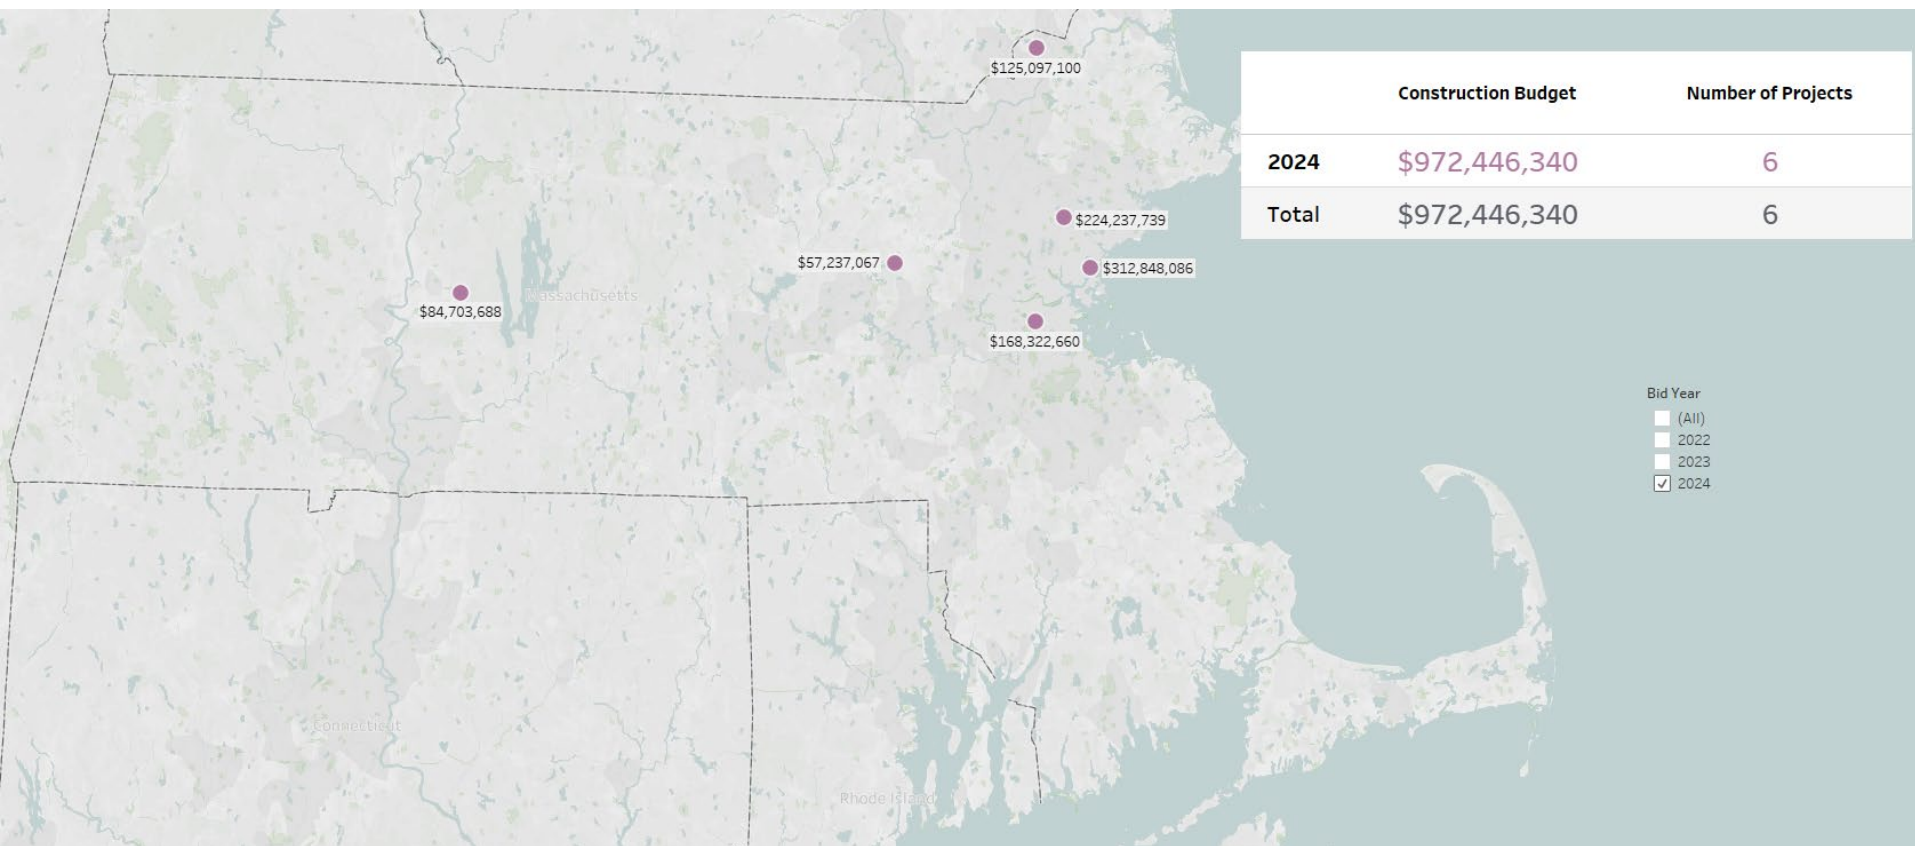 $125,097,100
Construction Budget Number of Projects
2024 $972,446,340 6
Total $972,446,340 6
$224,237,739
$57,237,067
$312,848,086
Massachusetts
$84,703,688
$168,322,660
Bid Year
(All)
2022
2023
2024
Connecticut
Rhode Island